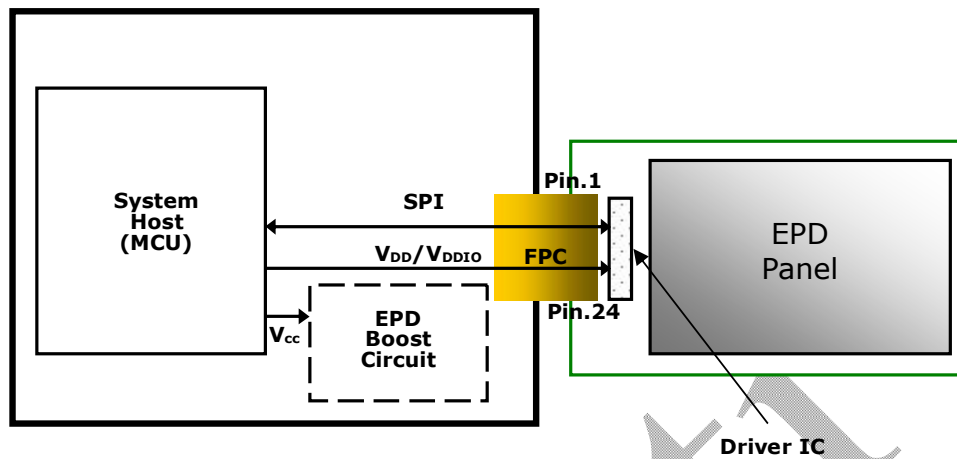 System
Host
(MCU)
SPI
VDD/VDDIO
Vcc
EPD
Boost
Circuit
Pin.1
FPC
Pin.24
EPD
Panel
Driver IC